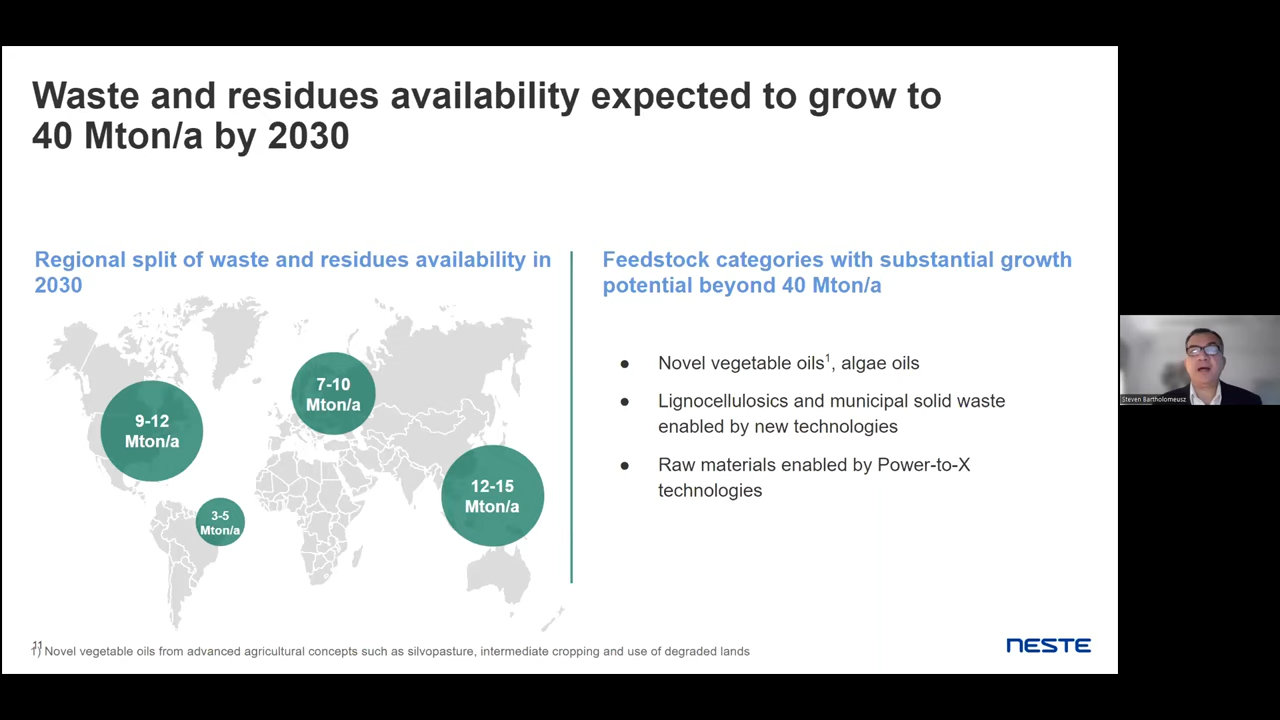 Waste and residues availability expected to grow to
40 Mton/a by 2030
Regional split of waste and residues availability in
2030
9-12
Mton/a
7-10
Mton/a
3-5
Mton/a
12-15
Mton/a
Feedstock categories with substantial growth
potential beyond 40 Mton/a
● Novel vegetable oils¹, algae oils
● Lignocellulosics and municipal solid waste
enabled by new technologies
● Raw materials enabled by Power-to-X
technologies
11
1) Novel vegetable oils from advanced agricultural concepts such as silvopasture, intermediate cropping and use of degraded lands
NESTE
Steven Bartholomeusz